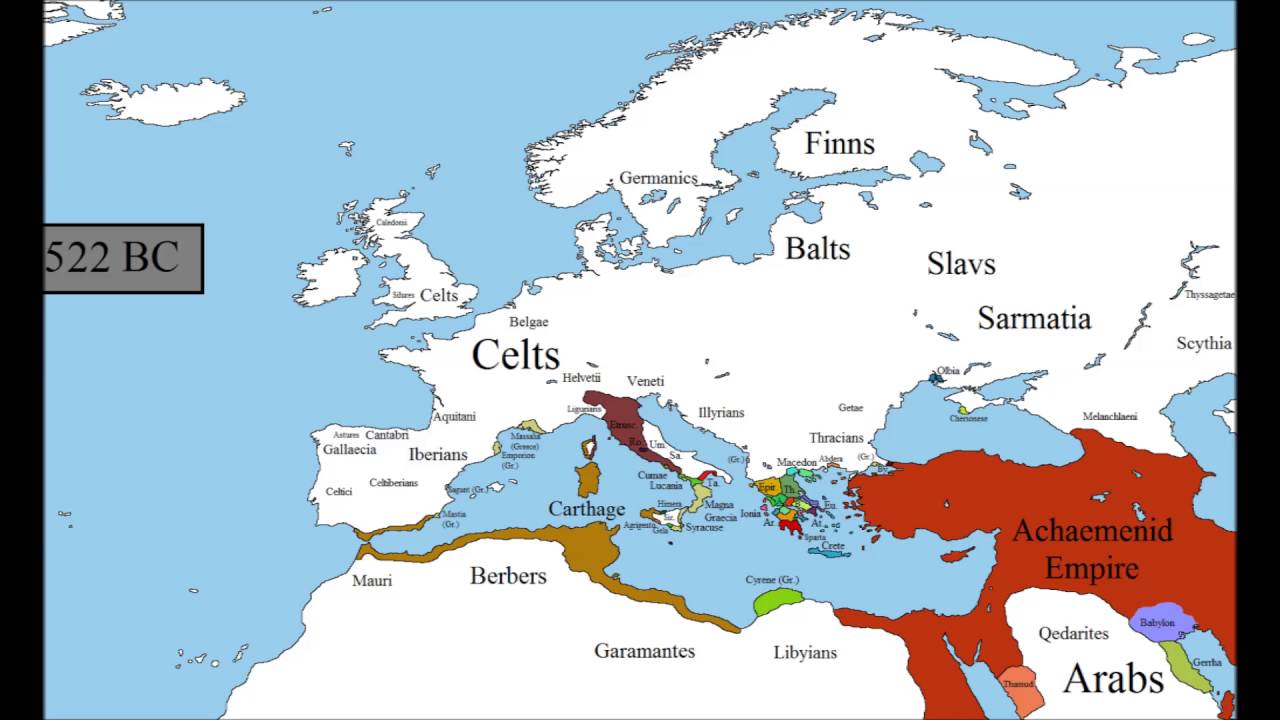 Finns
Germanics
Caledonii
522 BC
Balts
Slavs
Silures
Celts
Thyssagetae
Sarmatia
Belgae
Scythia
Celts
Olbia
Helvetii
Veneti
Ligurians
Getae
Chersonese
Melanchlaeni
Aquitani
Illyrians
Etrusc.
Astures
Cantabri
Massalia
(Greece)
Thracians
Gallaecia
Iberians
Emporion
(Gr.)
Ro.
Um.
Sa.
(Gr.)
Macedon
Abdera
(Gr.)
Celtiberians
Cumae
Lucania
Ta.
Epir.
Th.
Celtici
Sagunt (Gr.)
Carthage
Himera
Magna
Graecia
Ionia
Eu.
Mastia
(Gr.)
Agrigento
Gela
Syracuse
Ar.
At.
Sparta
Crete
Achaemenid
Empire
Mauri
Berbers
Cyrene (Gr.)
Babylon
Qedarites
Garamantes
Libyians
Gerrha
Thamud
Arabs